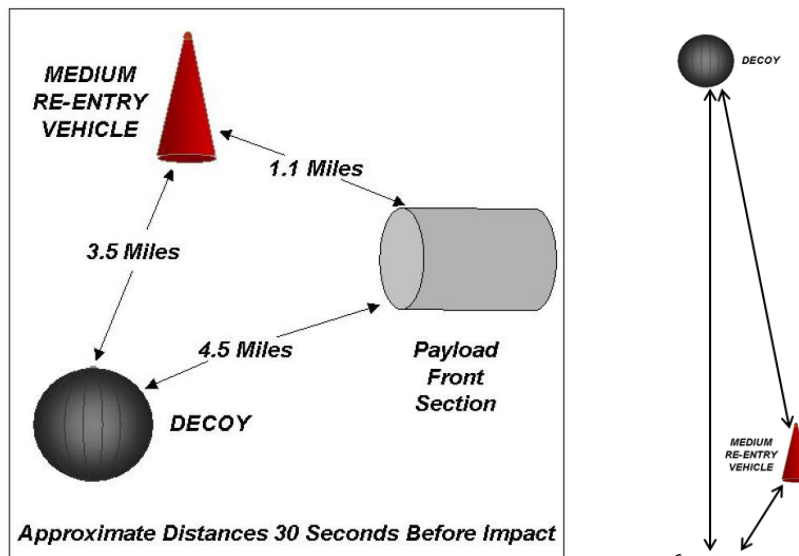 MEDIUM
RE-ENTRY
VEHICLE
1.1 Miles
3.5 Miles
4.5 Miles
Payload
Front
Section
DECOY
Approximate Distances 30 Seconds Before Impact
DECOY
MEDIUM
RE-ENTRY
VEHICLE